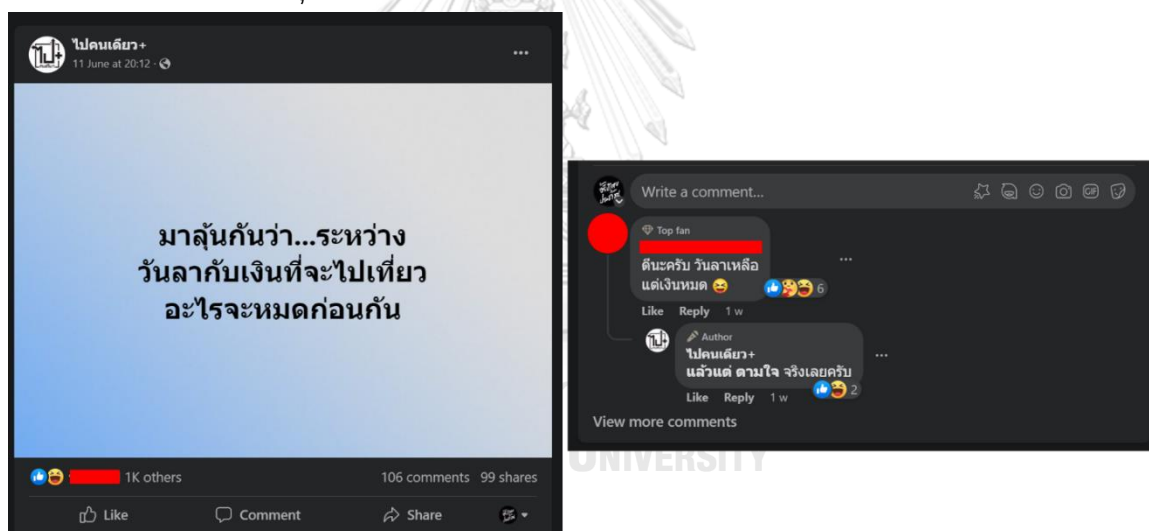 ไปคนเดียว+
11 June at 20:12
มาลุ้นกันว่า...ระหว่าง
วันลากับเงินที่จะไปเที่ยว
อะไรจะหมดก่อนกัน
1K others
106 comments 99 shares
Like Comment Share
Write a comment...
GIF
Top fan
ดีนะครับ วันลาเหลือ
แต่เงินหมด
6
Like Reply 1 w
Author
ไปคนเดียว+
แล้วแต่ ตามใจ จริงเลยครับ
2
Like Reply 1 w
View more comments
UNIVERSITY